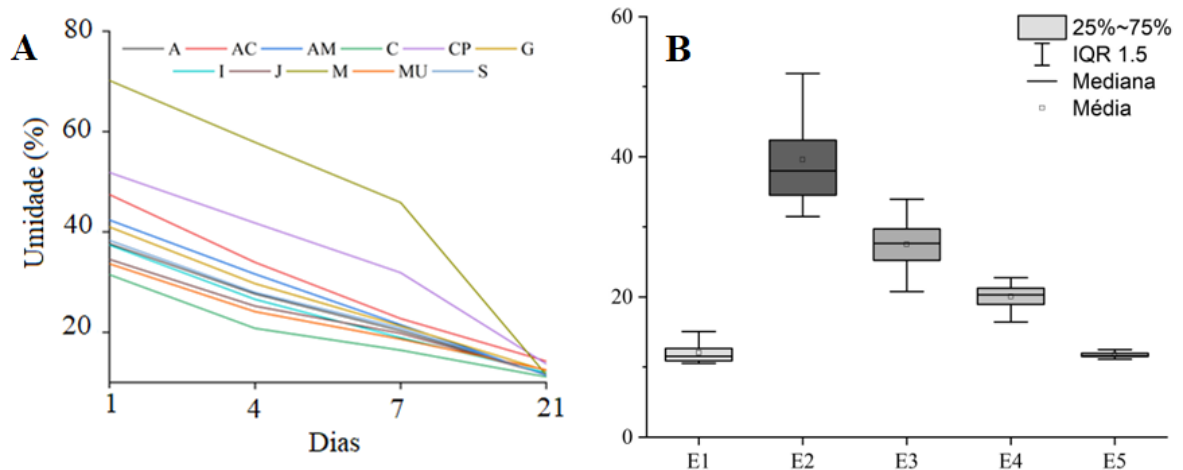 A
80
60
40
20
Umidade (%)
A AC AM C CP G
I J M MU S
1 4 7 21
Dias
B
60
40
20
0
25%~75%
IQR 1.5
Mediana
Média
E1 E2 E3 E4 E5